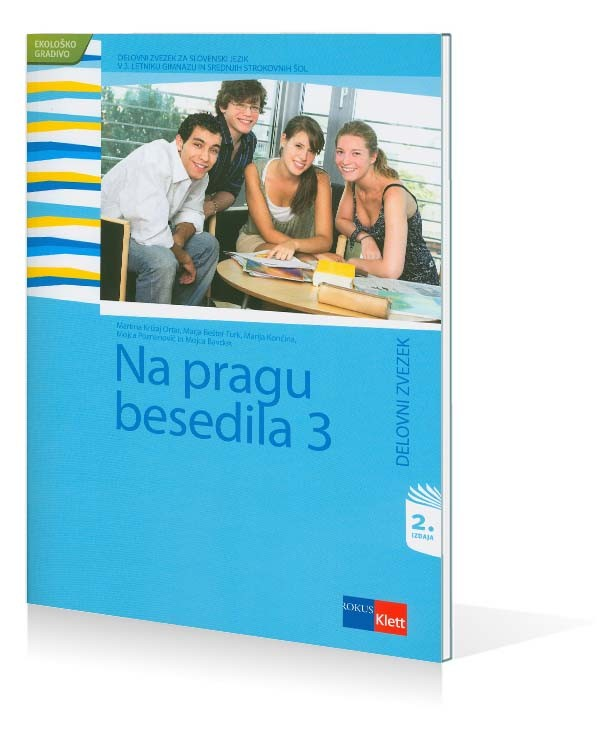 EKOLOŠKO
GRADIVO
DELOVNI ZVEZEK ZA SLOVENSKI JEZIK
V 3. LETNIKU GIMNAZIJ IN SREDNJIH STROKOVNIH ŠOL
Martina Križaj Ortar, Marja Bešter Turk, Marija Končina,
Mojca Poznanovič in Mojca Bavdek
Na pragu
besedila 3
DELOVNI ZVEZEK
2.
IZDAJA
ROKUS
Klett